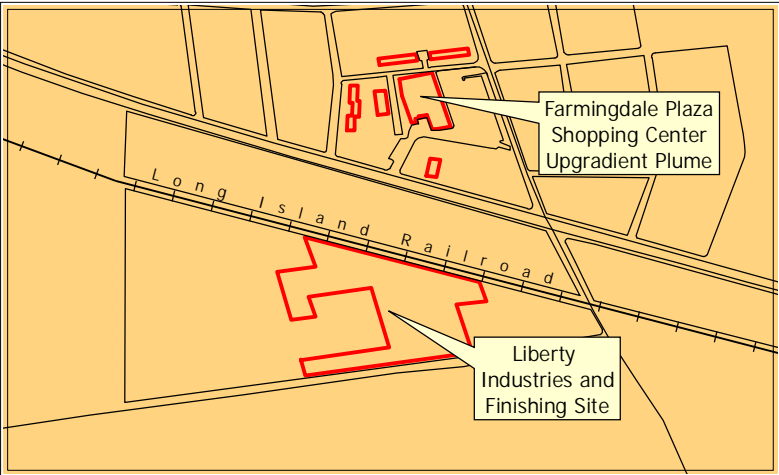 Farmingdale Plaza
Shopping Center
Upgradient Plume
Long Island Railroad
Liberty
Industries and
Finishing Site